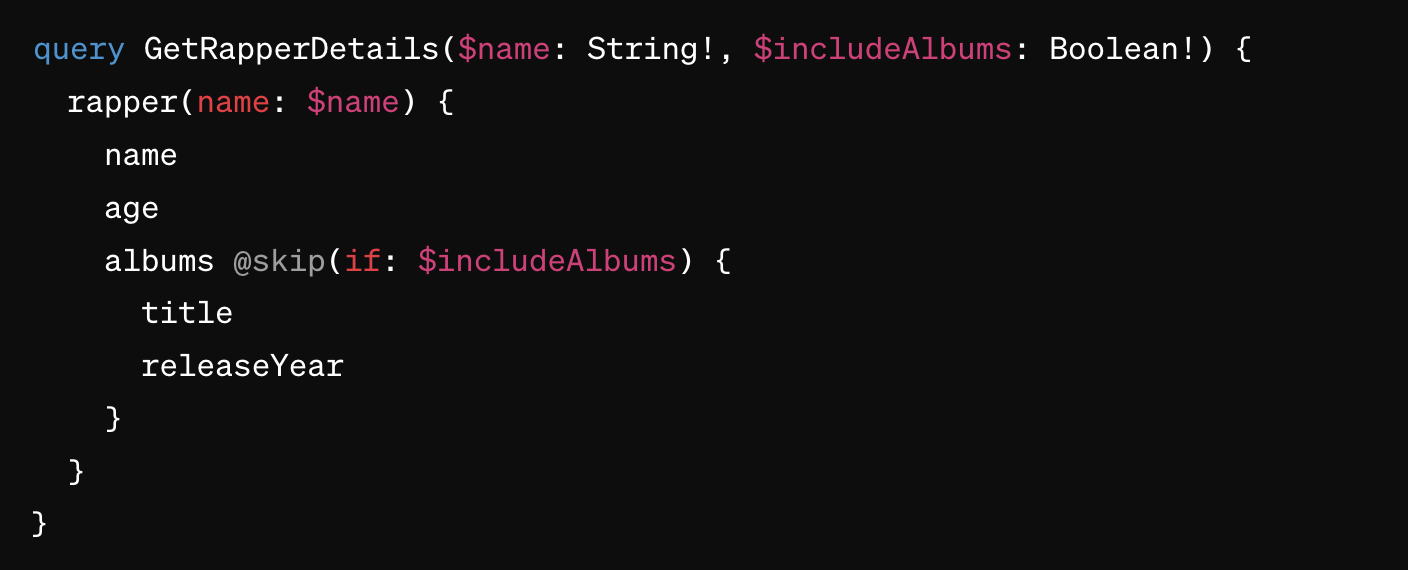 query GetRapperDetails($name: String!, $includeAlbums: Boolean!) {
  rapper(name: $name) {
    name
    age
    albums @skip(if: $includeAlbums) {
      title
      releaseYear
    }
  }
}